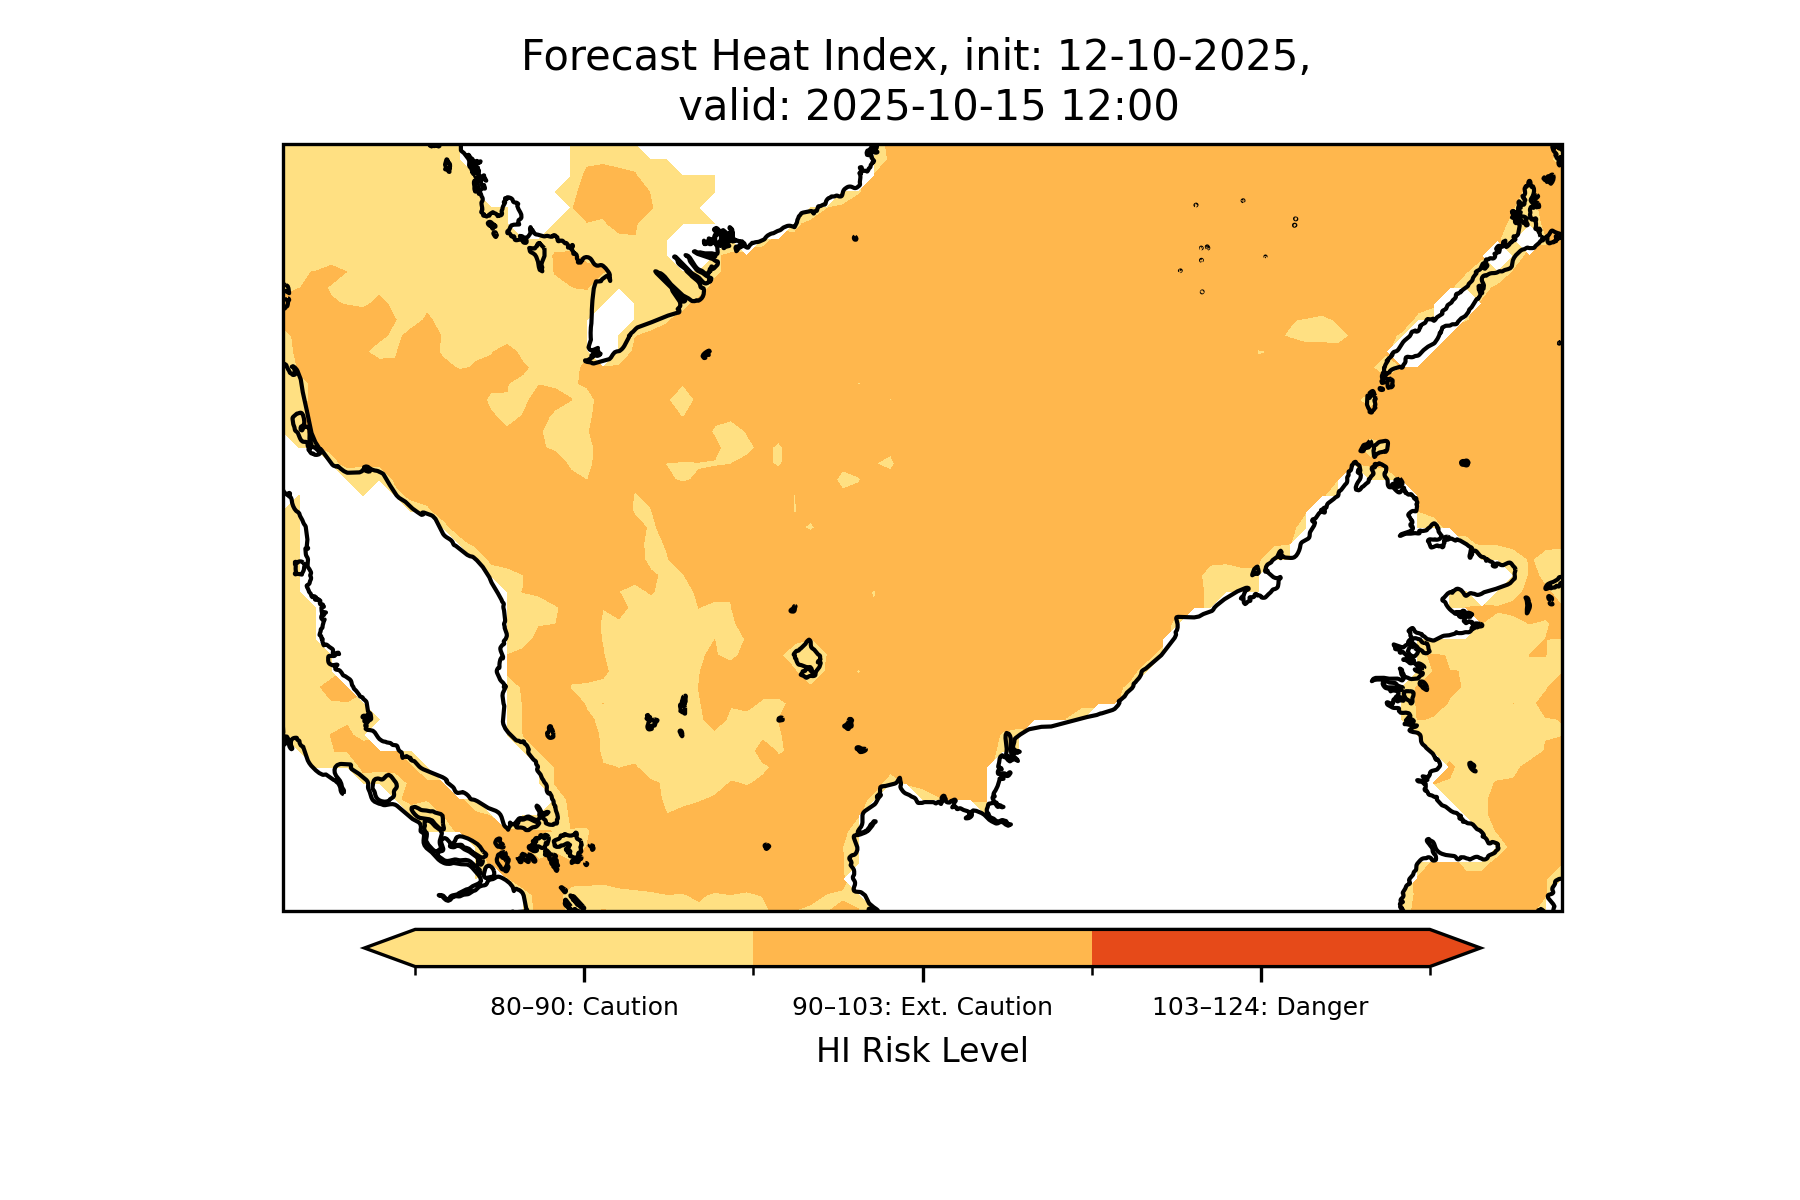 Forecast Heat Index, init: 12-10-2025,
valid: 2025-10-15 12:00
80–90: Caution
90–103: Ext. Caution
103–124: Danger
HI Risk Level